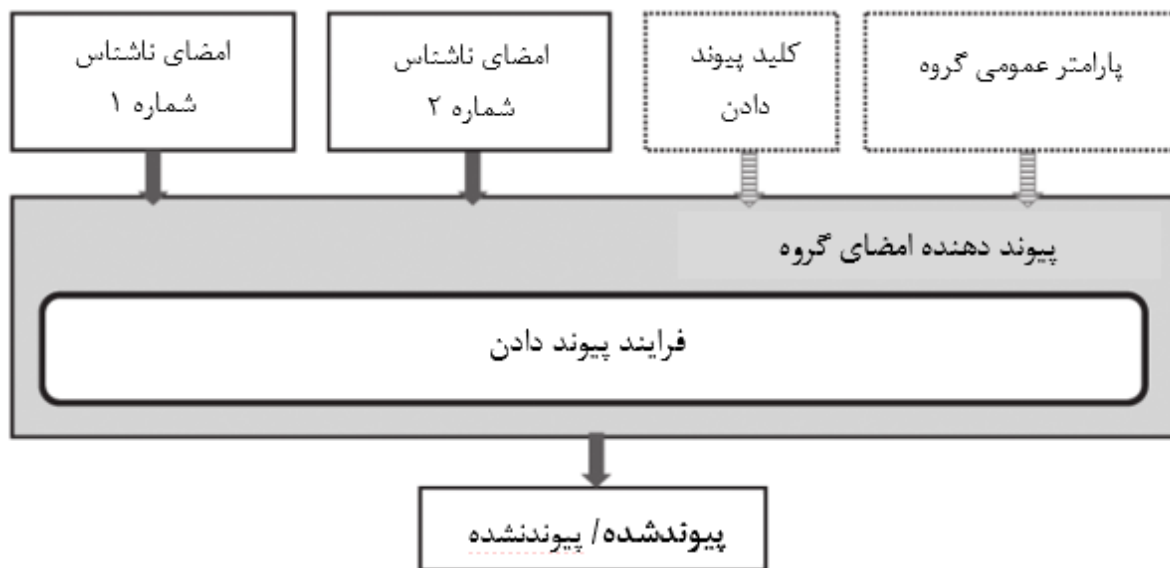 پارامتر عمومی گروه
کلید پیوند
دادن
امضای ناشناس
شماره ۲
امضای ناشناس
شماره ۱
پیوند دهنده امضای گروه
فرایند پیوند دادن
پیوندشده/ پیوندنشده